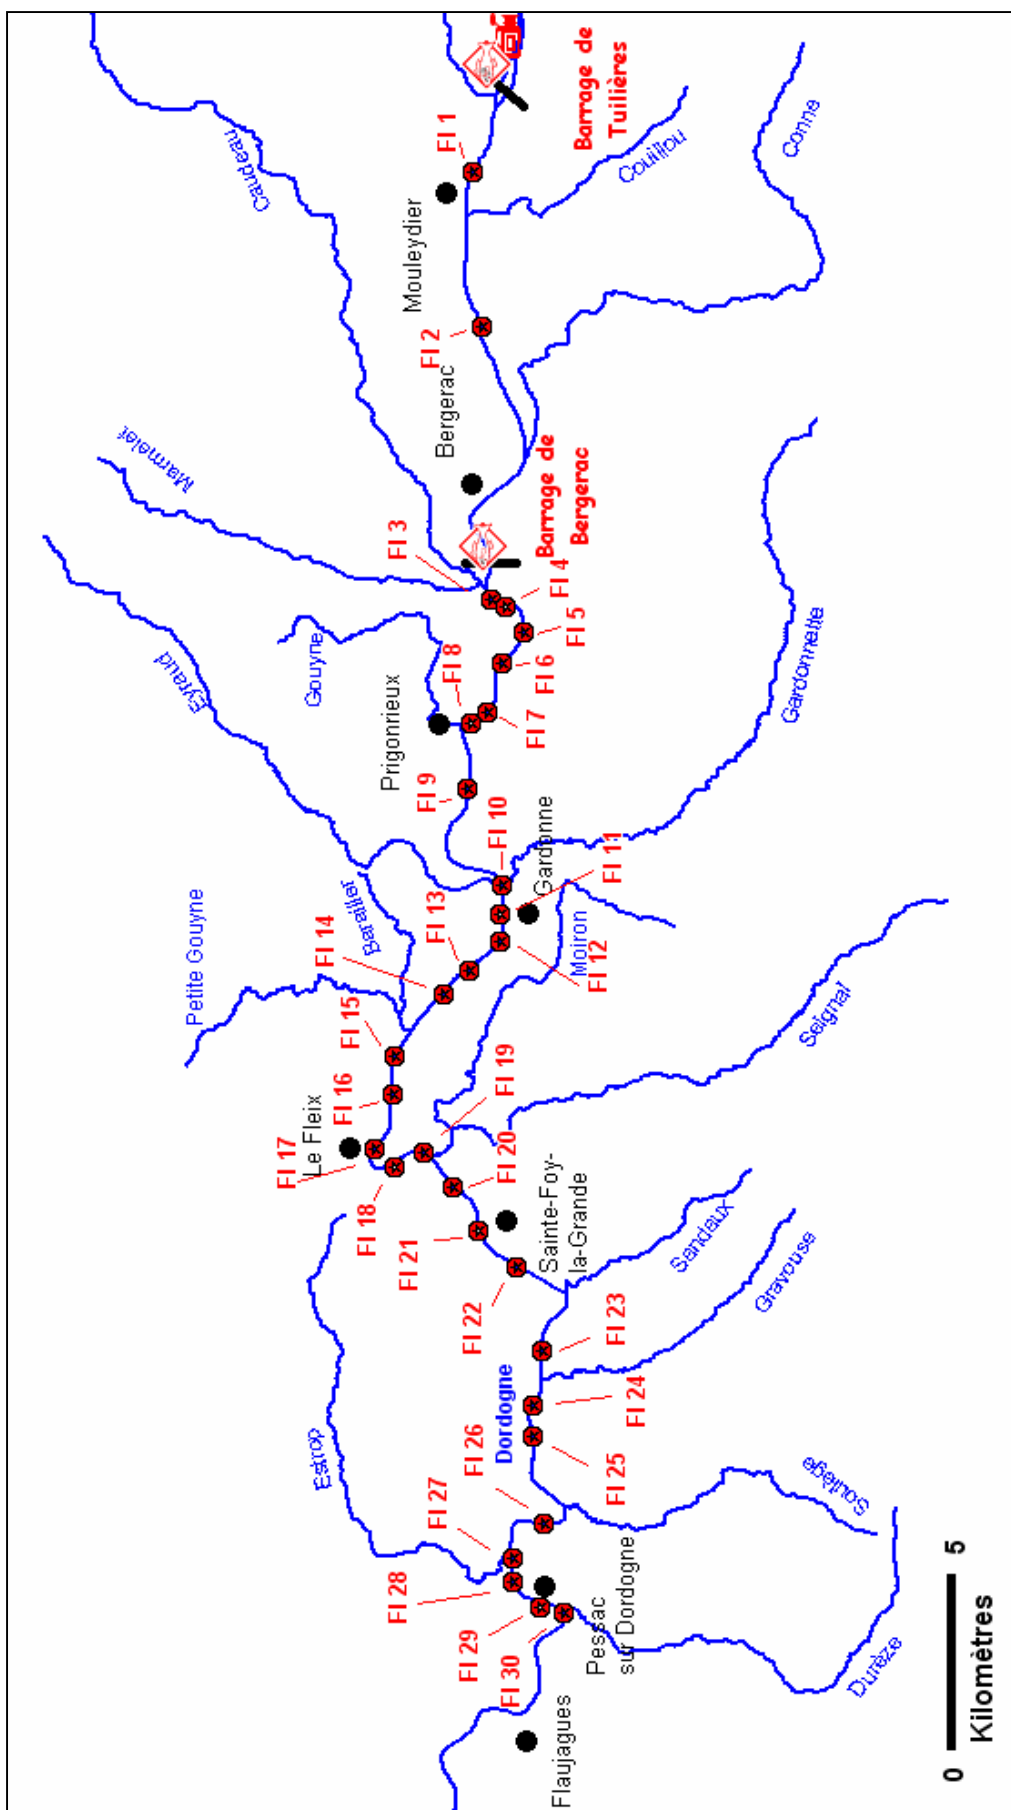 Caudeau
Barrage de
Tuilières
FI 1
Mouleydier
Couillou
Conne
FI 2
Bergerac
Marmelet
Barrage de
Bergerac
FI 3
FI 4
FI 5
Eyraud
Gouyne
FI 6
FI 8
FI 7
Prigonrieux
Gardonnette
FI 9
FI 10
FI 11
Gardonne
Barailler
Petite Gouyne
FI 13
FI 14
FI 12
Moiron
FI 15
FI 16
Seignal
FI 19
Le Fleix
FI 17
FI 18
FI 20
FI 21
Sainte-Foy-
la-Grande
FI 22
Sandaux
Gravouse
FI 23
FI 24
Dordogne
FI 25
FI 26
Estrop
FI 27
FI 28
Soulège
Pessac
sur Dordogne
FI 29
FI 30
Durèze
Flaujagues
0 5
Kilomètres